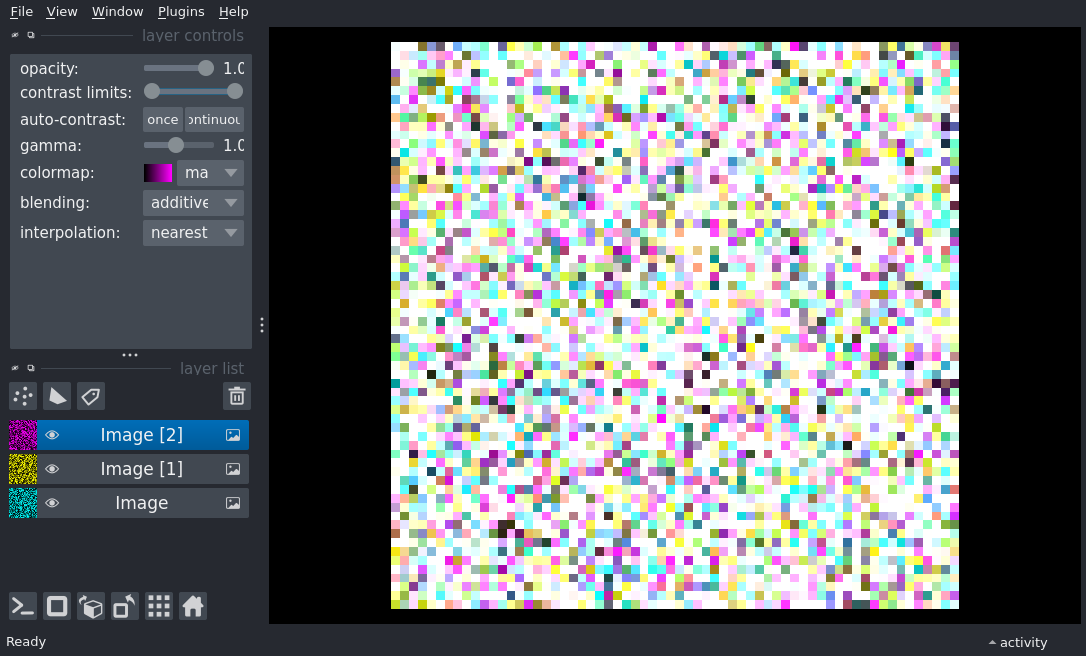 File View Window Plugins Help
layer controls
opacity: 1.0
contrast limits:
auto-contrast: once ontinuou
gamma: 1.0
colormap: ma
blending: additive
interpolation: nearest
layer list
Image [2]
Image [1]
Image
Ready
activity